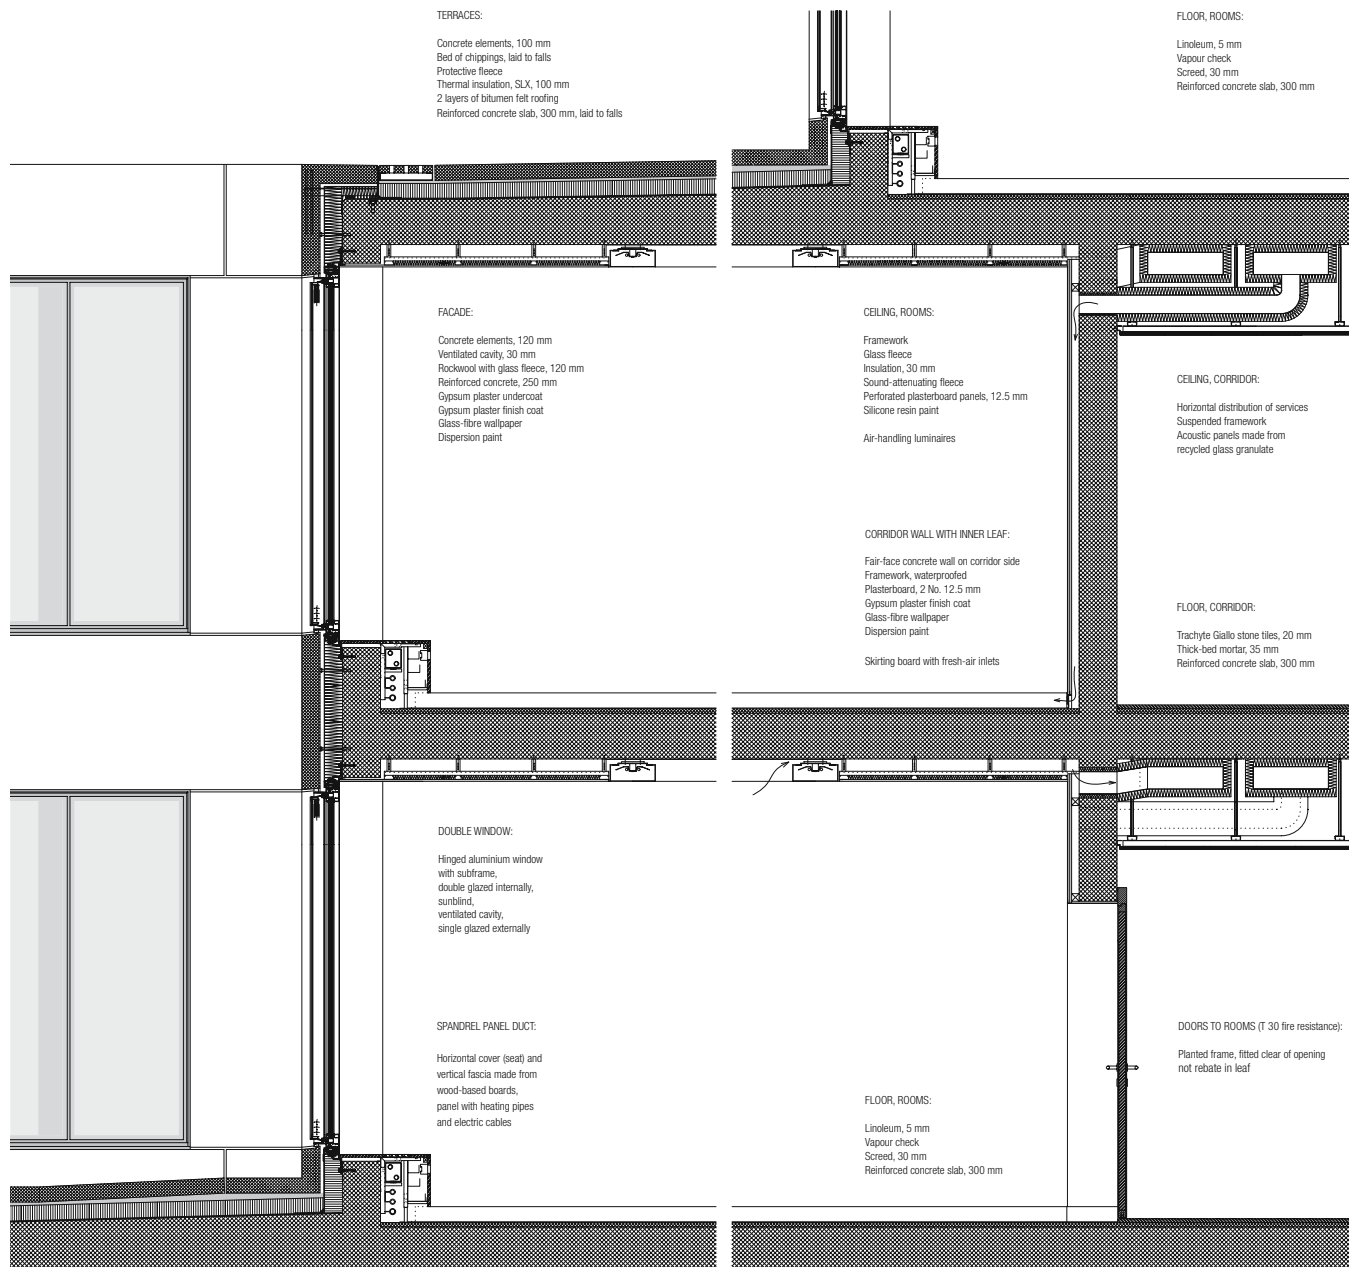 TERRACES:
Concrete elements, 100 mm
Bed of chippings, laid to falls
Protective fleece
Thermal insulation, SLX, 100 mm
2 layers of bitumen felt roofing
Reinforced concrete slab, 300 mm, laid to falls
FLOOR, ROOMS:
Linoleum, 5 mm
Vapour check
Screed, 30 mm
Reinforced concrete slab, 300 mm
FACADE:
Concrete elements, 120 mm
Ventilated cavity, 30 mm
Rockwool with glass fleece, 120 mm
Reinforced concrete, 250 mm
Gypsum plaster undercoat
Gypsum plaster finish coat
Glass-fibre wallpaper
Dispersion paint
CEILING, ROOMS:
Framework
Glass fleece
Insulation, 30 mm
Sound-attenuating fleece
Perforated plasterboard panels, 12.5 mm
Silicone resin paint
Air-handling luminaires
CEILING, CORRIDOR:
Horizontal distribution of services
Suspended framework
Acoustic panels made from
recycled glass granulate
CORRIDOR WALL WITH INNER LEAF:
Fair-face concrete wall on corridor side
Framework, waterproofed
Plasterboard, 2 No. 12.5 mm
Gypsum plaster finish coat
Glass-fibre wallpaper
Dispersion paint
Skirting board with fresh-air inlets
FLOOR, CORRIDOR:
Trachyte Giallo stone tiles, 20 mm
Thick-bed mortar, 35 mm
Reinforced concrete slab, 300 mm
DOUBLE WINDOW:
Hinged aluminium window
with subframe,
double glazed internally,
sunblind,
ventilated cavity,
single glazed externally
SPANDREL PANEL DUCT:
Horizontal cover (seat) and
vertical fascia made from
wood-based boards,
panel with heating pipes
and electric cables
FLOOR, ROOMS:
Linoleum, 5 mm
Vapour check
Screed, 30 mm
Reinforced concrete slab, 300 mm
DOORS TO ROOMS (T 30 fire resistance):
Planted frame, fitted clear of opening
not rebate in leaf